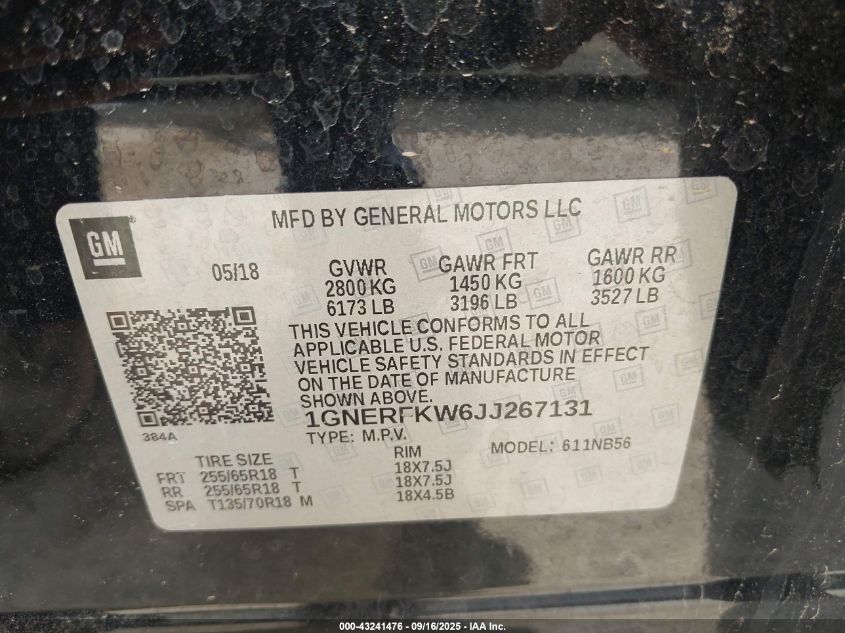 MFD BY GENERAL MOTORS LLC
GM
05/18
GVWR
2800 KG
6173 LB
GAWR FRT
1450 KG
3196 LB
GAWR RR
1600 KG
3527 LB
THIS VEHICLE CONFORMS TO ALL
APPLICABLE U.S. FEDERAL MOTOR
VEHICLE SAFETY STANDARDS IN EFFECT
ON THE DATE OF MANUFACTURE
SHOWN ABOVE.
1GNERFKW6JJ267131
384A
TYPE: M.P.V.
MODEL: 611NB56
TIRE SIZE RIM
FRT 255/65R18 T 18X7.5J
RR 255/65R18 T 18X7.5J
SPA T135/70R18 M 18X4.5B
000-43241476 - 09/16/2025 - IAA Inc.